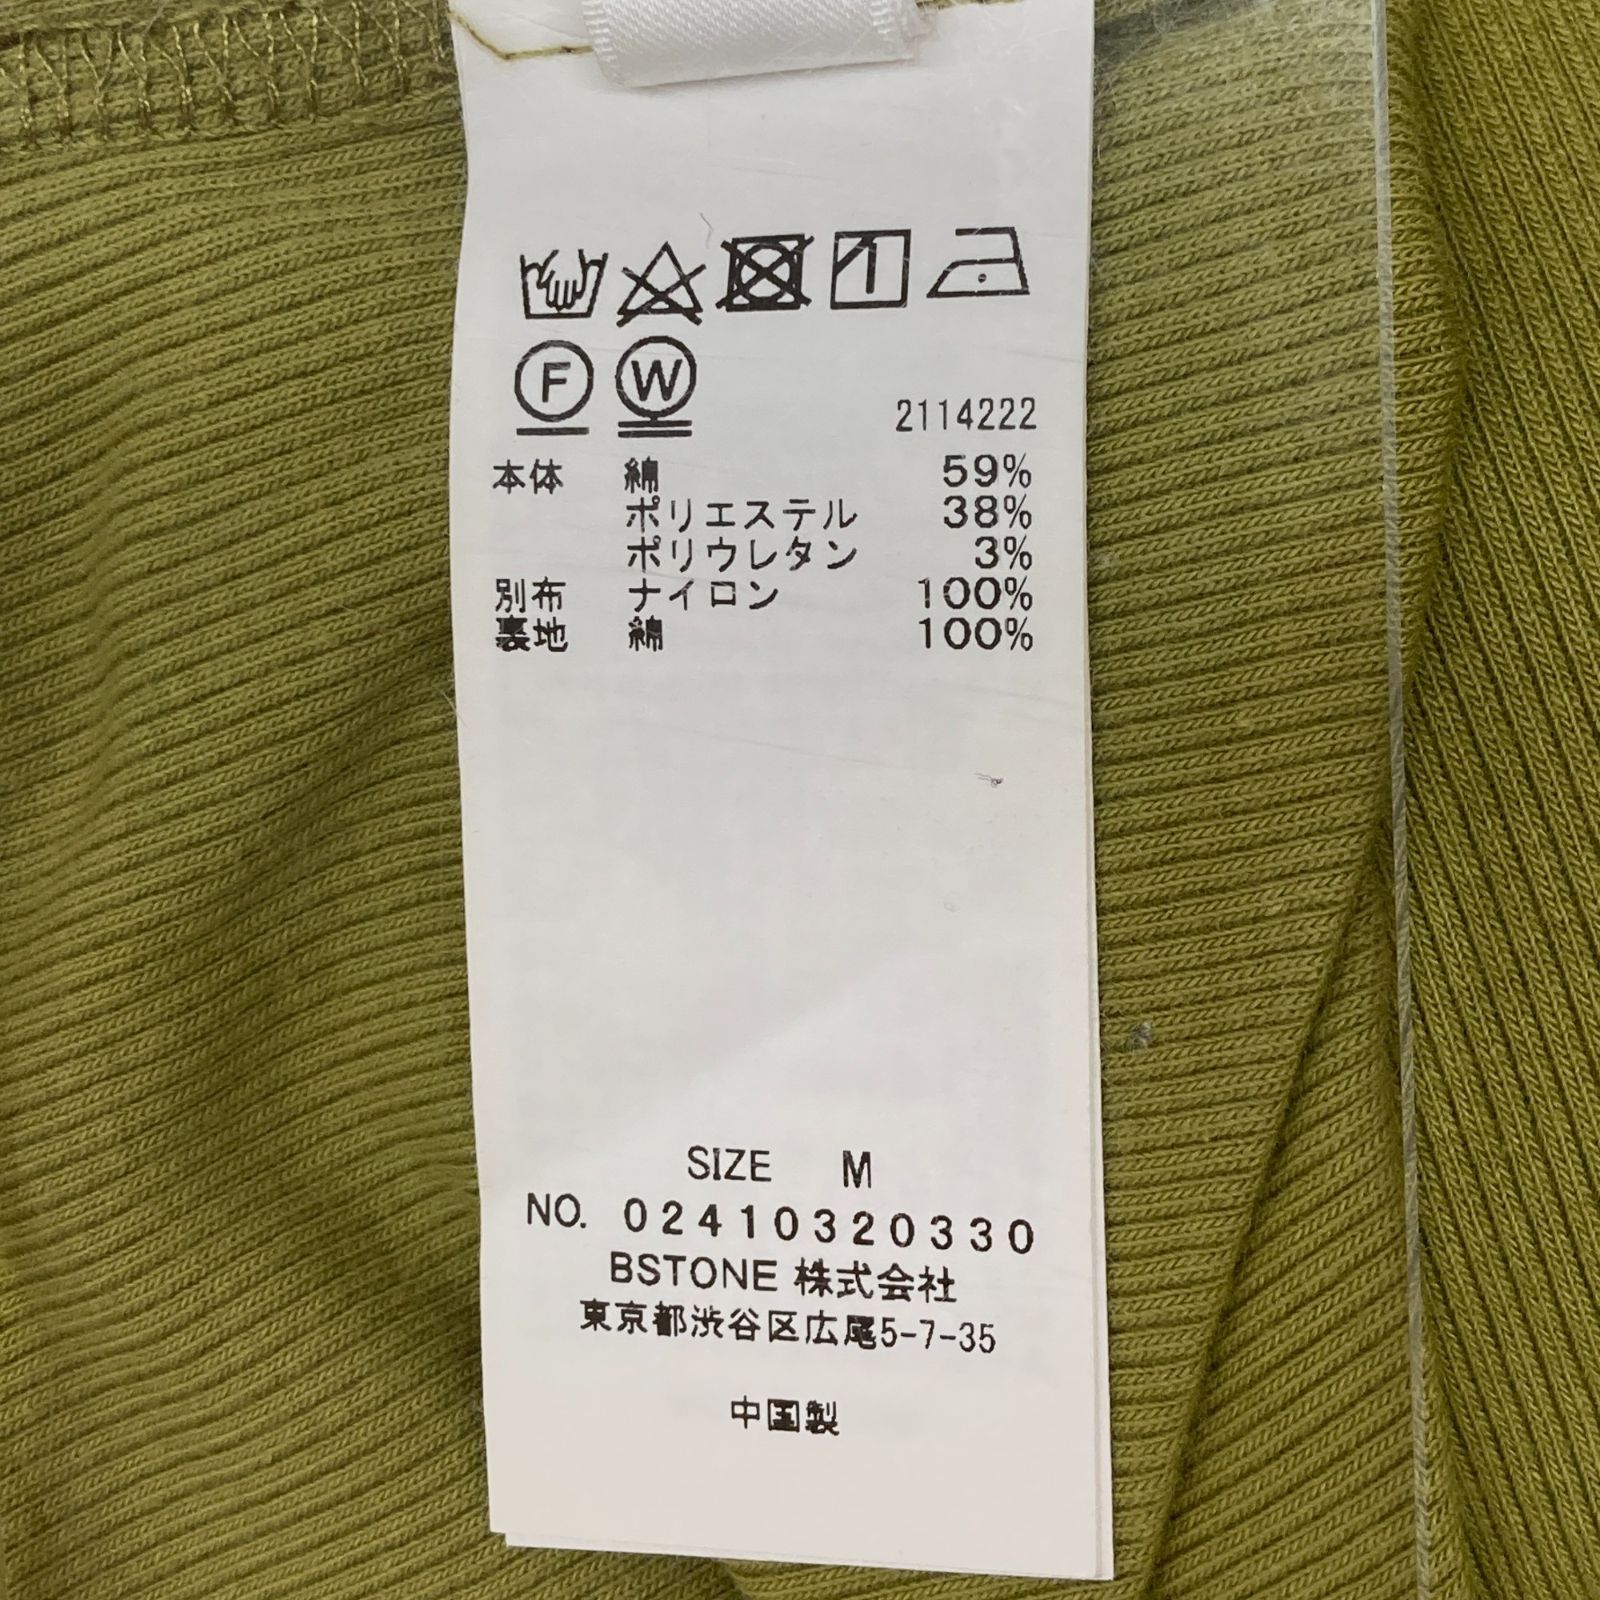 F W
2114222
本体 綿 59%
ポリエステル 38%
ポリウレタン 3%
別布 ナイロン 100%
裏地 綿 100%
SIZE M
NO. 02410320330
BSTONE 株式会社
東京都渋谷区広尾5-7-35
中国製